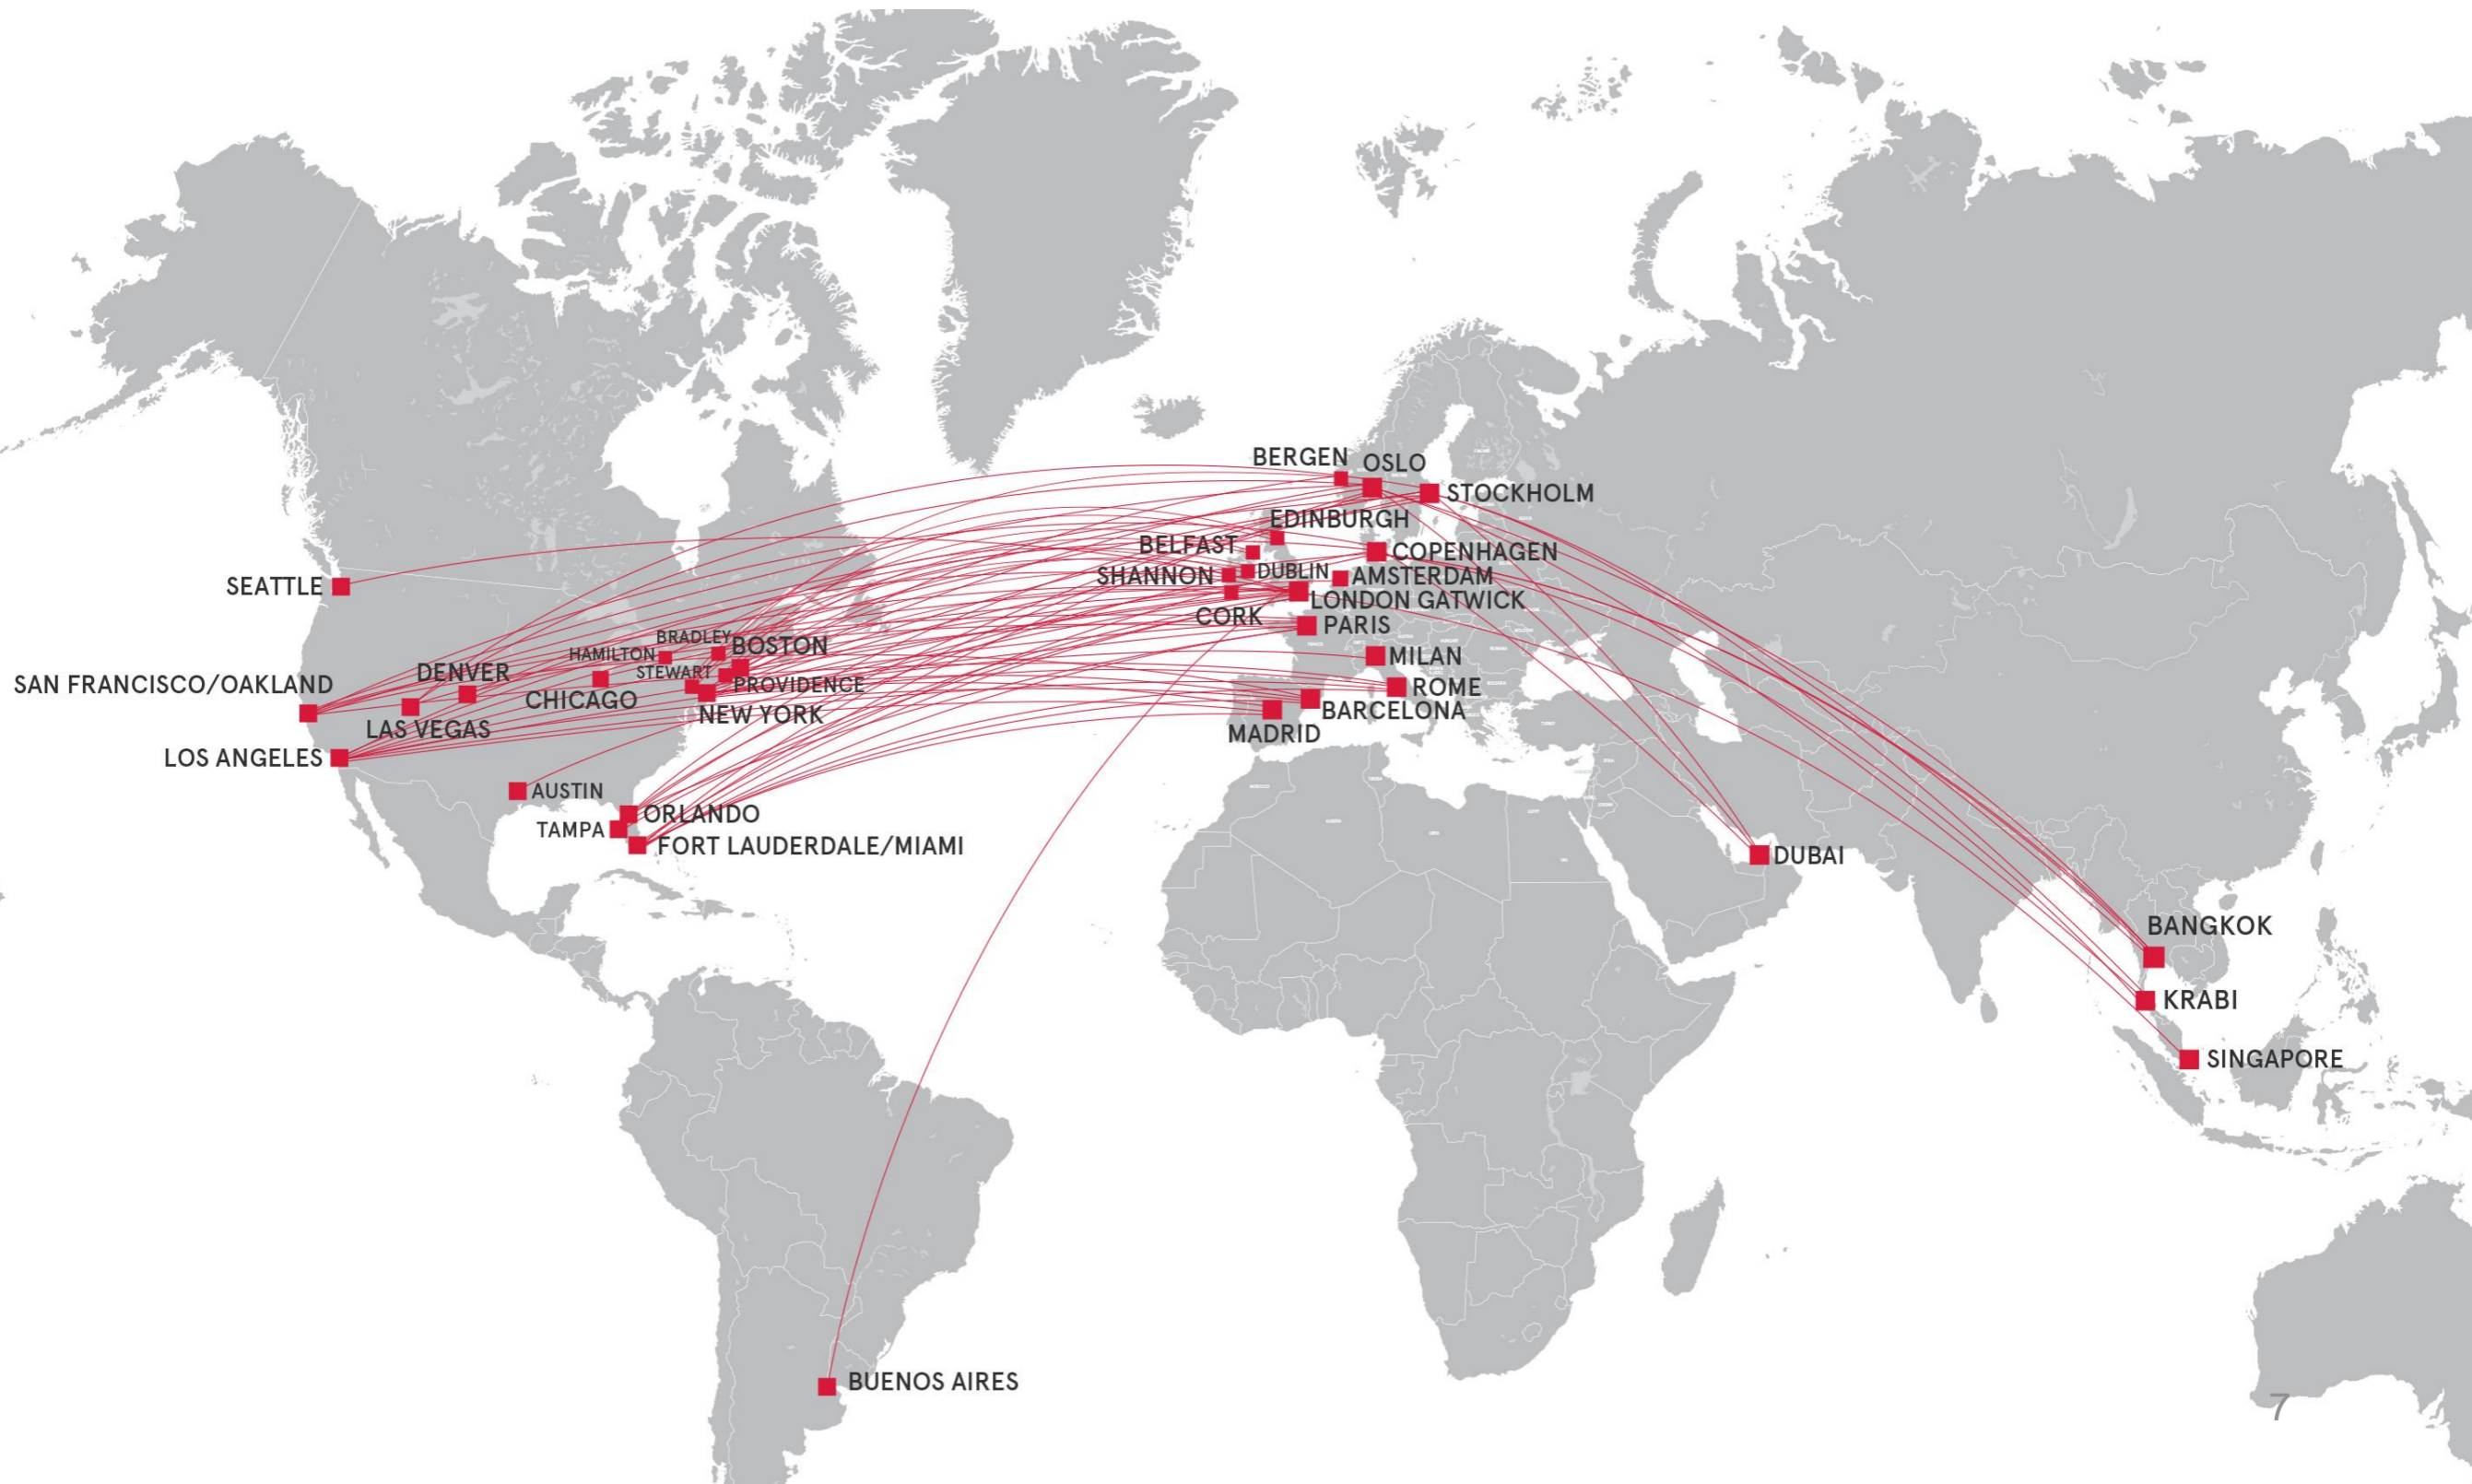 BERGEN
OSLO
STOCKHOLM
EDINBURGH
BELFAST
COPENHAGEN
SHANNON
DUBLIN
AMSTERDAM
SEATTLE
LONDON GATWICK
CORK
PARIS
BRADLEY
BOSTON
HAMILTON
MILAN
STEWART
DENVER
SAN FRANCISCO/OAKLAND
PROVIDENCE
ROME
CHICAGO
BARCELONA
NEW YORK
LAS VEGAS
MADRID
LOS ANGELES
AUSTIN
ORLANDO
TAMPA
FORT LAUDERDALE/MIAMI
DUBAI
BANGKOK
KRABI
SINGAPORE
BUENOS AIRES
7